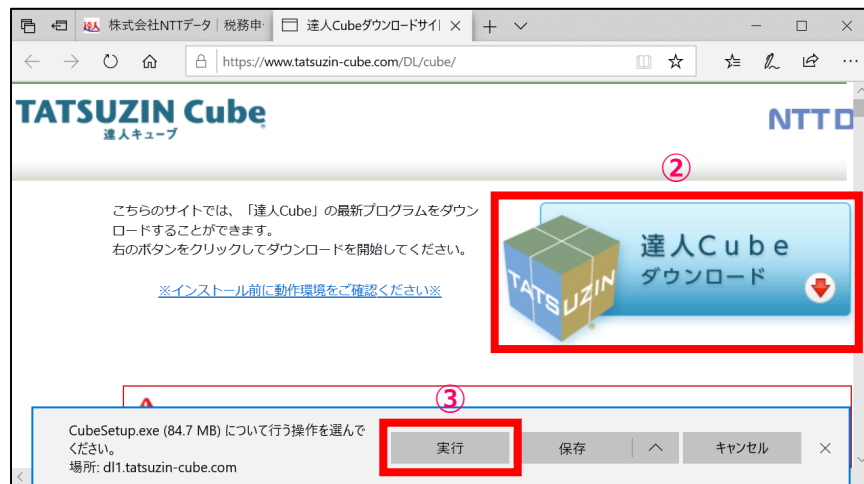 株式会社NTTデータ | 税務申·
達人Cubeダウンロードサイ
https://www.tatsuzin-cube.com/DL/cube/
TATSUZIN Cube
達人キューブ
NTT D
②
こちらのサイトでは、「達人Cube」の最新プログラムをダウン
ロードすることができます。
右のボタンをクリックしてダウンロードを開始してください。
※インストール前に動作環境をご確認ください※
達人Cube
ダウンロード
TATSUZIN
③
CubeSetup.exe (84.7 MB) について行う操作を選んで
ください。
場所: dl1.tatsuzin-cube.com
実行
保存
キャンセル